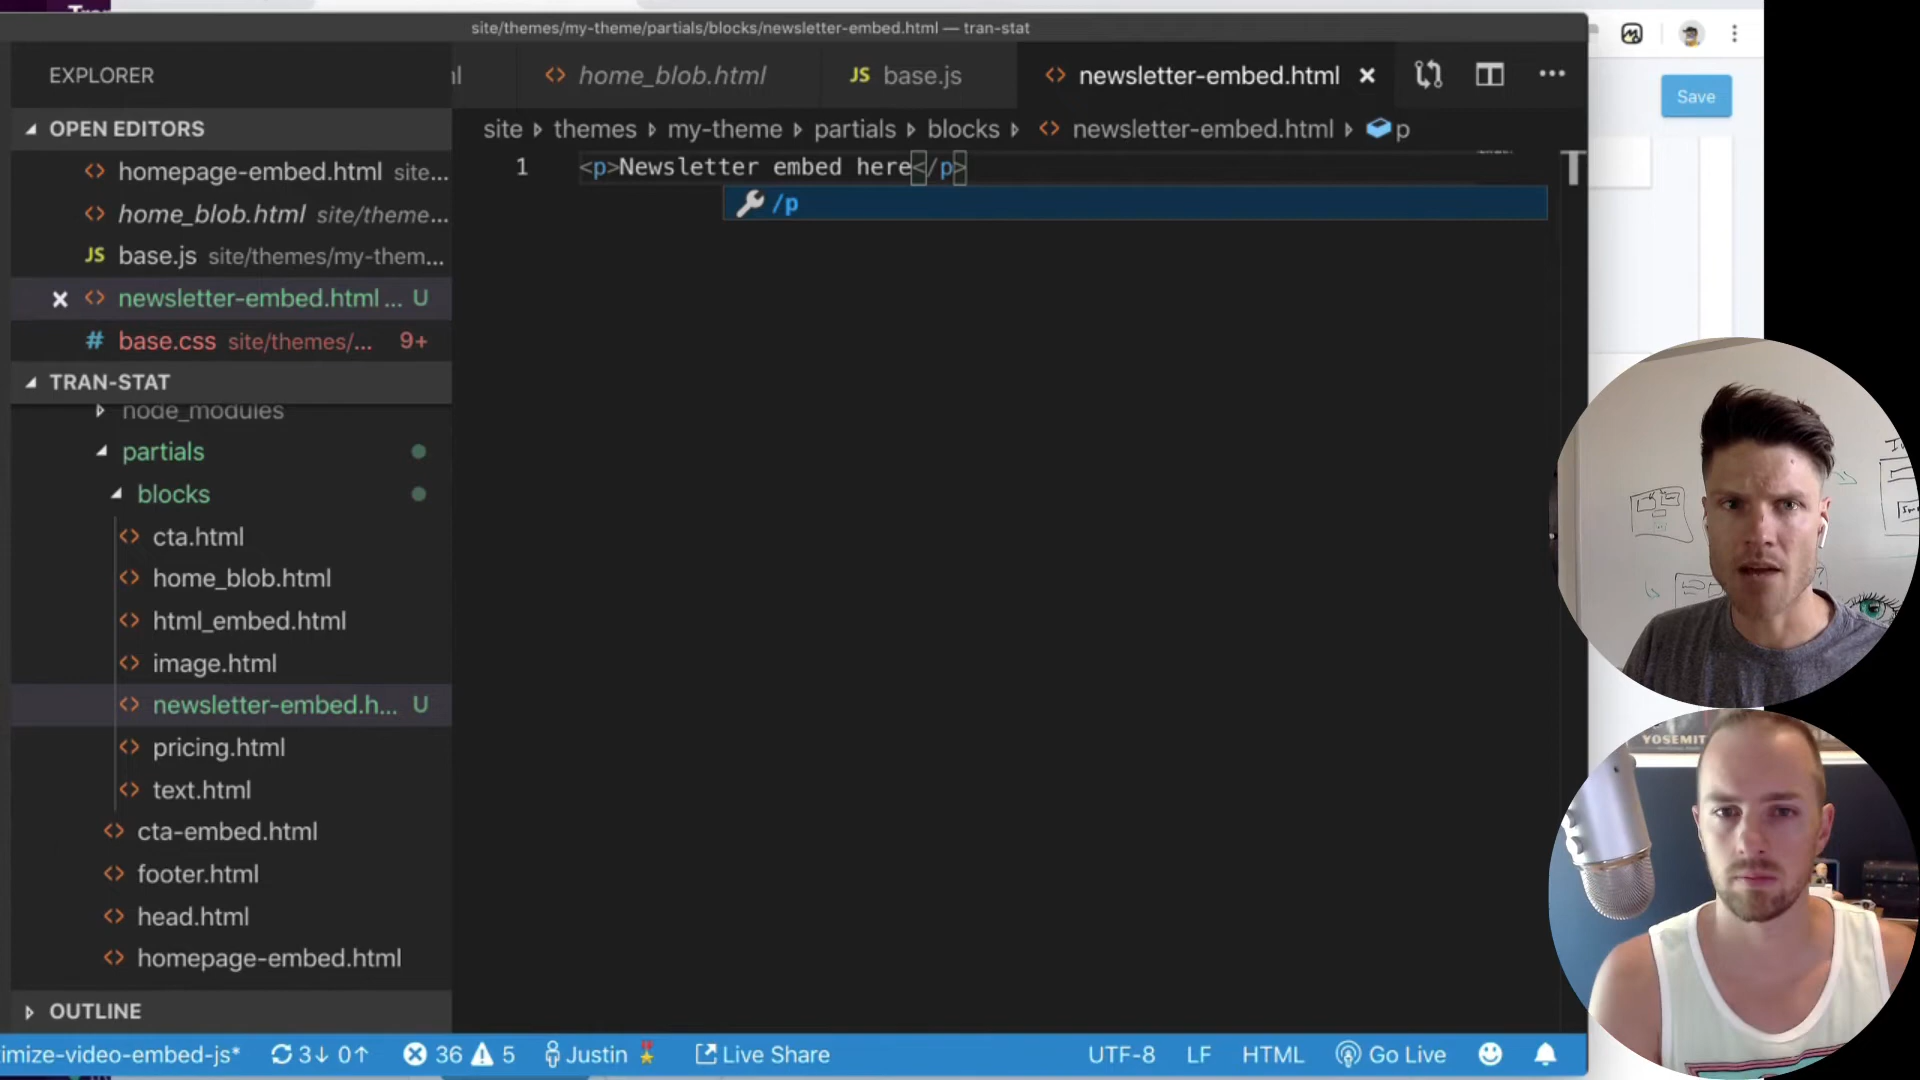 site/themes/my-theme/partials/blocks/newsletter-embed.html — tran-stat
Save
EXPLORER
home_blob.html
JS base.js
newsletter-embed.html
OPEN EDITORS
site
themes
my-theme
partials
blocks
newsletter-embed.html
p
homepage-embed.html site...
1 <p>Newsletter embed here</p>
/p
home_blob.html site/theme...
JS base.js site/themes/my-them...
newsletter-embed.html ... U
# base.css site/themes/... 9+
TRAN-STAT
node_modules
partials
blocks
cta.html
home_blob.html
html_embed.html
image.html
newsletter-embed.h... U
pricing.html
text.html
cta-embed.html
footer.html
head.html
homepage-embed.html
OUTLINE
YOSEMIT
imize-video-embed-js* 3↓ 0↑ 36 5 Justin Live Share UTF-8 LF HTML Go Live